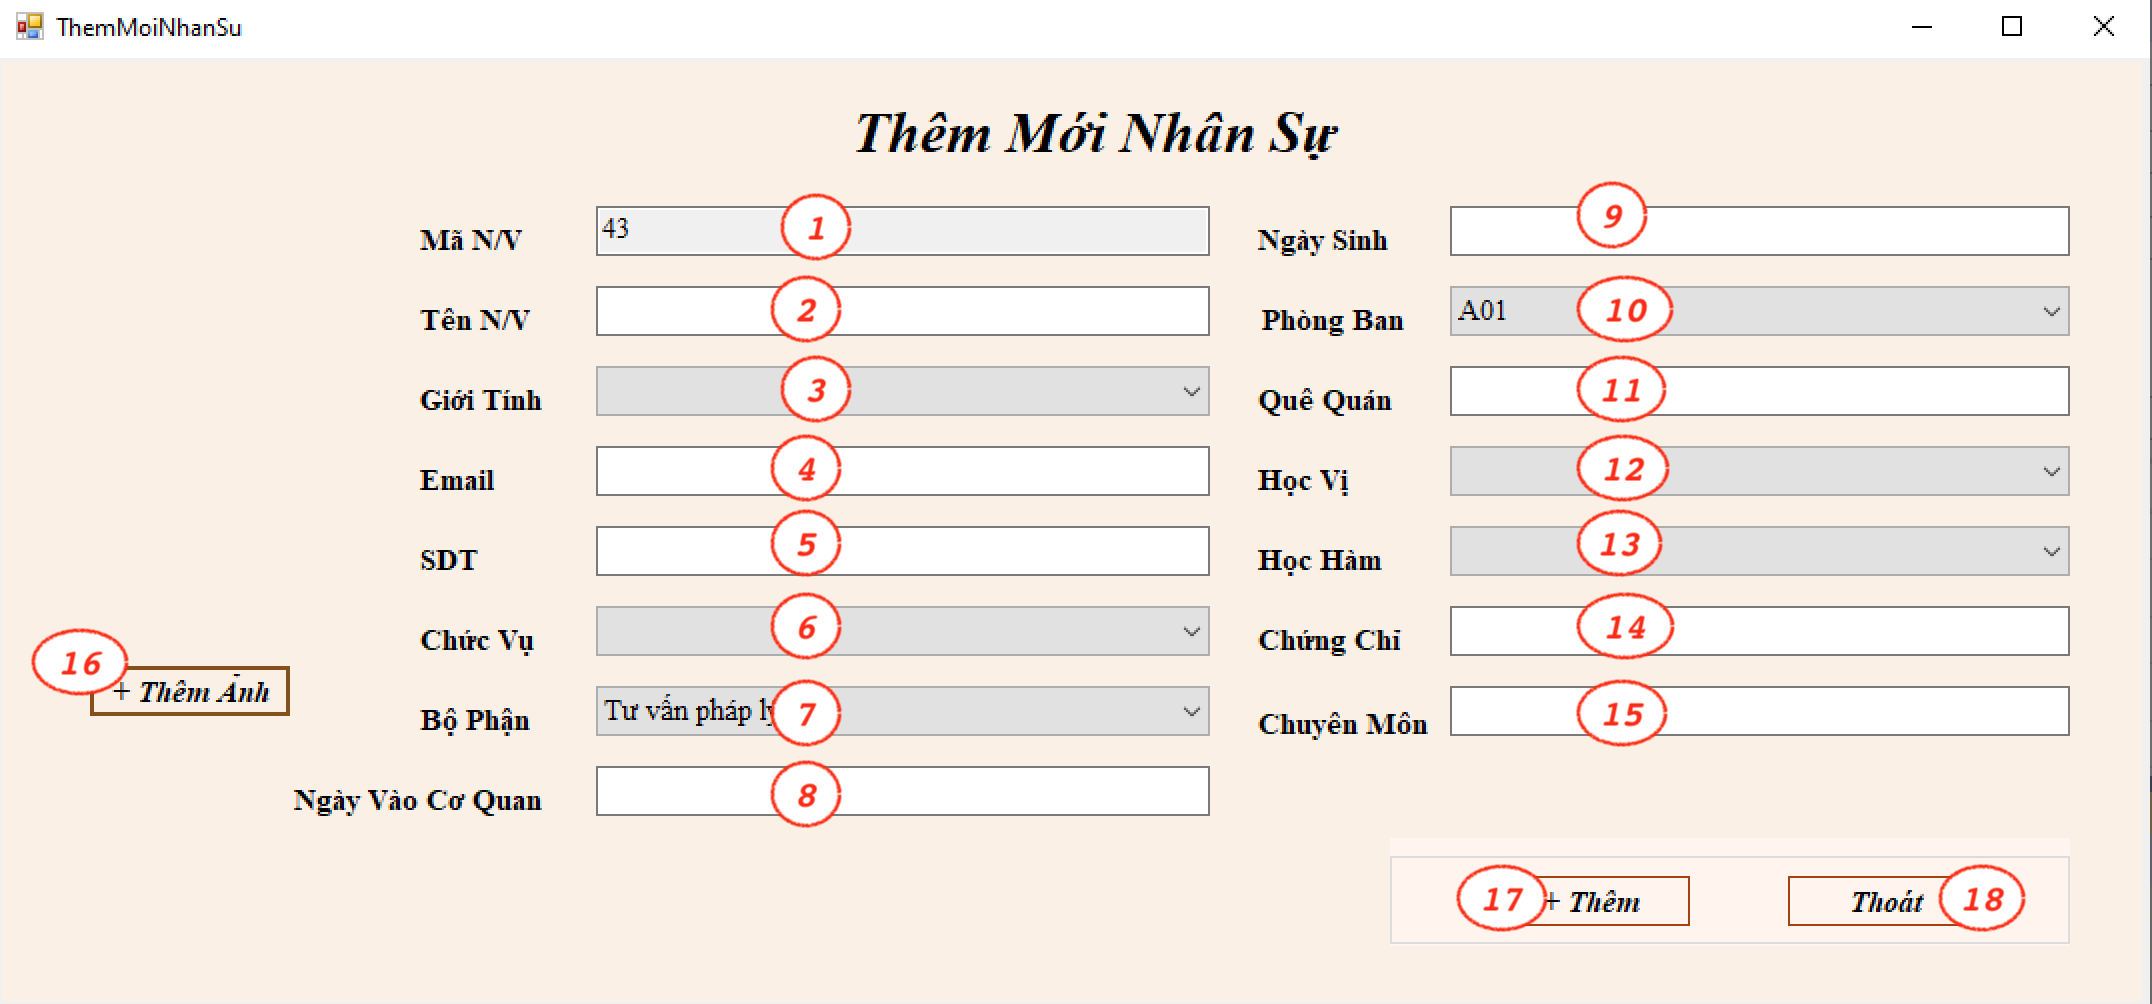 ThemMoiNhanSu
Thêm Mới Nhân Sự
Mã N/V 43 1
Ngày Sinh 9
Tên N/V 2
Phòng Ban A01 10
Giới Tính 3
Quê Quán 11
Email 4
Học Vị 12
SDT 5
Học Hàm 13
Chức Vụ 6
Chứng Chỉ 14
16 + Thêm Ảnh
Bộ Phận Tư vấn pháp lý 7
Chuyên Môn 15
Ngày Vào Cơ Quan 8
17 + Thêm
Thoát 18